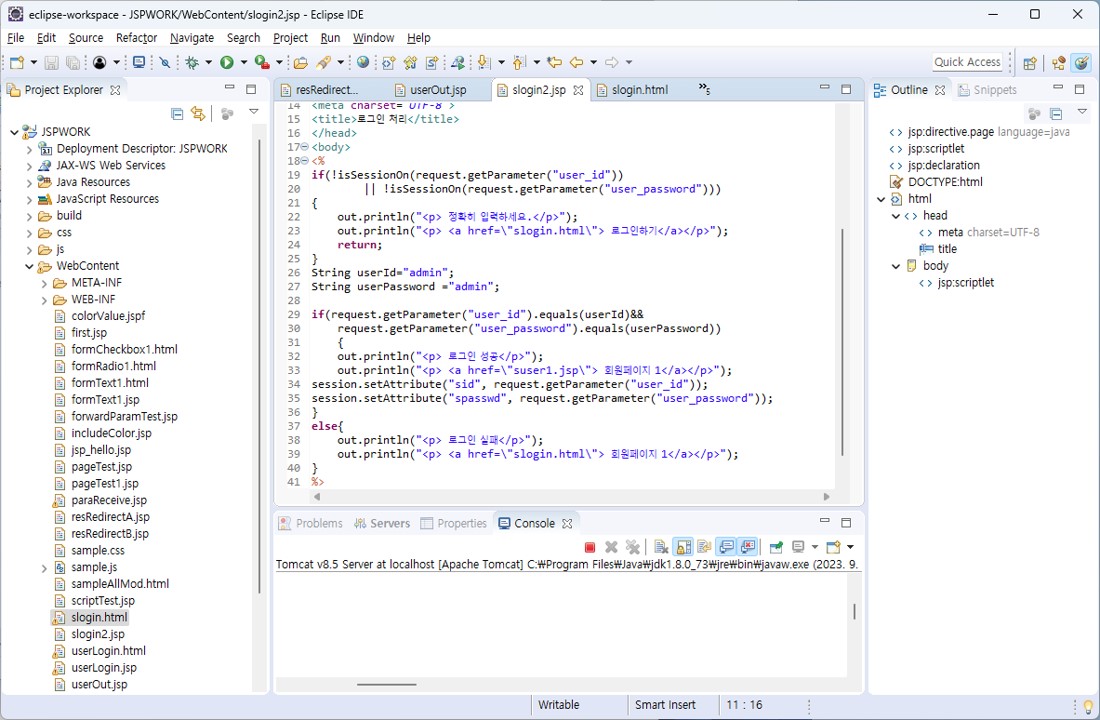 eclipse-workspace - JSPWORK/WebContent/slogin2.jsp - Eclipse IDE
File Edit Source Refactor Navigate Search Project Run Window Help
Quick Access
Project Explorer
JSPWORK
Deployment Descriptor: JSPWORK
JAX-WS Web Services
Java Resources
JavaScript Resources
build
css
js
WebContent
META-INF
WEB-INF
colorValue.jspf
first.jsp
formCheckbox1.html
formRadio1.html
formText1.html
formText1.jsp
forwardParamTest.jsp
includeColor.jsp
jsp_hello.jsp
pageTest.jsp
pageTest1.jsp
paraReceive.jsp
resRedirectA.jsp
resRedirectB.jsp
sample.css
sample.js
sampleAllMod.html
scriptTest.jsp
slogin.html
slogin2.jsp
userLogin.html
userLogin.jsp
userOut.jsp
resRedirect... userOut.jsp slogin2.jsp slogin.html »5
14 <meta charset="UTF-8">
15 <title>로그인 처리</title>
16 </head>
17 <body>
18 <%
19 if(!isSessionOn(request.getParameter("user_id"))
20 || !isSessionOn(request.getParameter("user_password")))
21 {
22 out.println("<p> 정확히 입력하세요.</p>");
23 out.println("<p> <a href=\"slogin.html\"> 로그인하기</a></p>");
24 return;
25 }
26 String userId="admin";
27 String userPassword ="admin";
28
29 if(request.getParameter("user_id").equals(userId)&&
30 request.getParameter("user_password").equals(userPassword))
31 {
32 out.println("<p> 로그인 성공</p>");
33 out.println("<p> <a href=\"suser1.jsp\"> 회원페이지 1</a></p>");
34 session.setAttribute("sid", request.getParameter("user_id"));
35 session.setAttribute("spasswd", request.getParameter("user_password"));
36 }
37 else{
38 out.println("<p> 로그인 실패</p>");
39 out.println("<p> <a href=\"slogin.html\"> 회원페이지 1</a></p>");
40 }
41 %>
Problems Servers Properties Console
Tomcat v8.5 Server at localhost [Apache Tomcat] C:₩Program Files₩Java₩jdk1.8.0_73₩jre₩bin₩javaw.exe (2023. 9.
Outline Snippets
jsp:directive.page language=java
jsp:scriptlet
jsp:declaration
DOCTYPE:html
html
head
meta charset=UTF-8
title
body
jsp:scriptlet
Writable Smart Insert 11 : 16